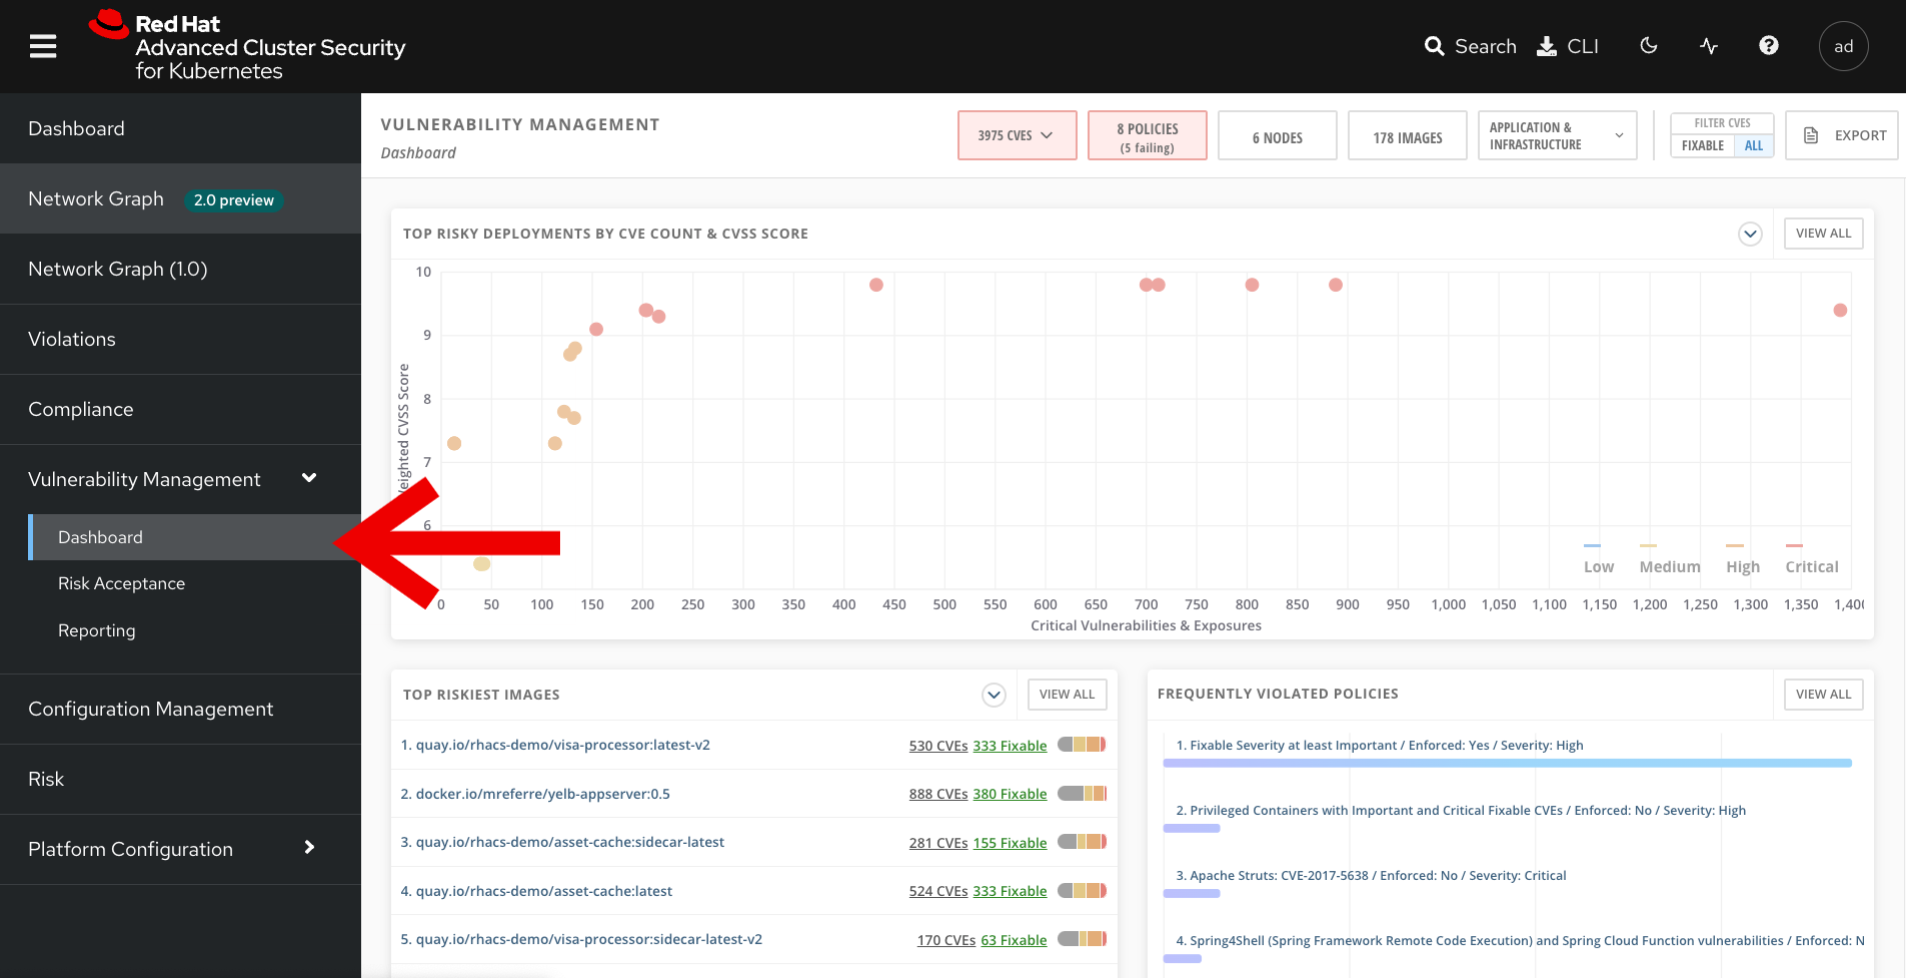 Red Hat
Advanced Cluster Security
for Kubernetes
Search
CLI
ad
Dashboard
Network Graph 2.0 preview
Network Graph (1.0)
Violations
Compliance
Vulnerability Management
Dashboard
Risk Acceptance
Reporting
Configuration Management
Risk
Platform Configuration
VULNERABILITY MANAGEMENT
Dashboard
3975 CVES
8 POLICIES
(5 failing)
6 NODES
178 IMAGES
APPLICATION &
INFRASTRUCTURE
FILTER CVES
FIXABLE ALL
EXPORT
TOP RISKY DEPLOYMENTS BY CVE COUNT & CVSS SCORE
VIEW ALL
10
9
8
7
6
CVSS Score
Low Medium High Critical
0 50 100 150 200 250 300 350 400 450 500 550 600 650 700 750 800 850 900 950 1,000 1,050 1,100 1,150 1,200 1,250 1,300 1,350
Critical Vulnerabilities & Exposures
TOP RISKIEST IMAGES
VIEW ALL
1. quay.io/rhacs-demo/visa-processor:latest-v2 530 CVEs 333 Fixable
2. docker.io/mreferre/yelb-appserver:0.5 888 CVEs 380 Fixable
3. quay.io/rhacs-demo/asset-cache:sidecar-latest 281 CVEs 155 Fixable
4. quay.io/rhacs-demo/asset-cache:latest 524 CVEs 333 Fixable
5. quay.io/rhacs-demo/visa-processor:sidecar-latest-v2 170 CVEs 63 Fixable
FREQUENTLY VIOLATED POLICIES
VIEW ALL
1. Fixable Severity at least Important / Enforced: Yes / Severity: High
2. Privileged Containers with Important and Critical Fixable CVEs / Enforced: No / Severity: High
3. Apache Struts: CVE-2017-5638 / Enforced: No / Severity: Critical
4. Spring4Shell (Spring Framework Remote Code Execution) and Spring Cloud Function vulnerabilities / Enforced: N